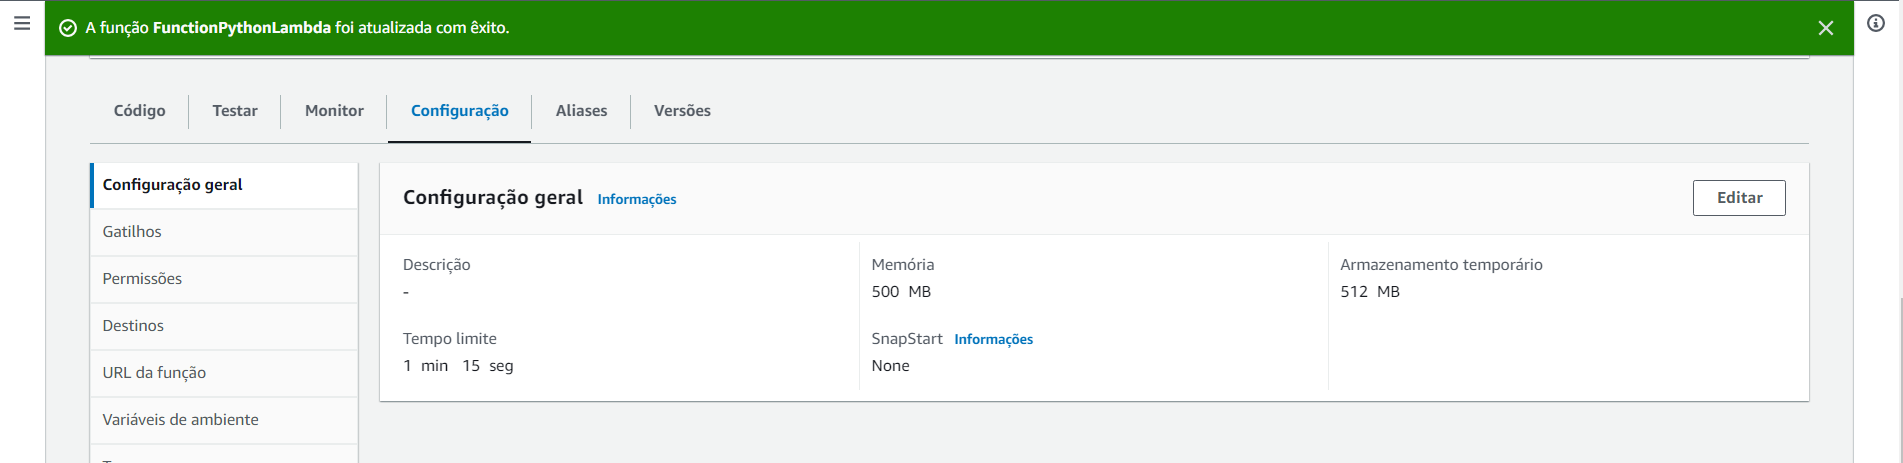 A função FunctionPythonLambda foi atualizada com êxito.
Código Testar Monitor Configuração Aliases Versões
Configuração geral
Gatilhos
Permissões
Destinos
URL da função
Variáveis de ambiente
Configuração geral Informações
Editar
Descrição
-
Memória
500 MB
Armazenamento temporário
512 MB
Tempo limite
1 min 15 seg
SnapStart Informações
None